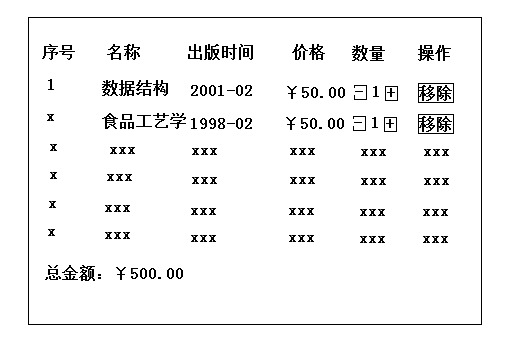 序号 名称 出版时间 价格 数量 操作
1 数据结构 2001-02 ￥50.00 - 1 + 移除
x 食品工艺学 1998-02 ￥50.00 - 1 + 移除
x xxx xxx xxx xxx xxx
x xxx xxx xxx xxx xxx
x xxx xxx xxx xxx xxx
x xxx xxx xxx xxx xxx
总金额：￥500.00